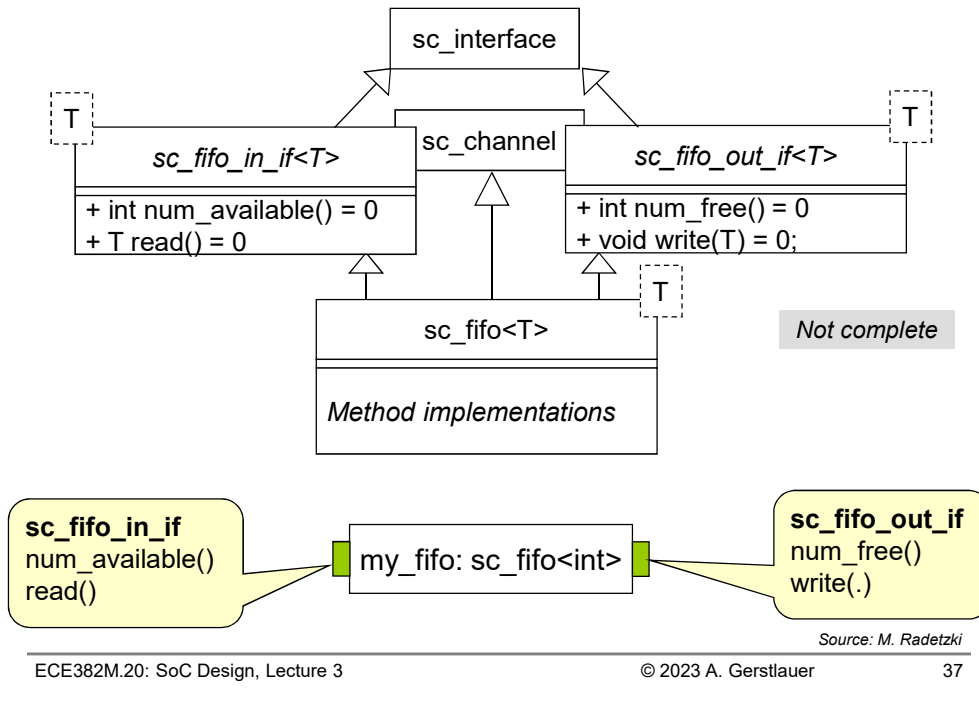 sc_interface
T
sc_fifo_in_if<T>
+ int num_available() = 0
+ T read() = 0
sc_channel
T
sc_fifo_out_if<T>
+ int num_free() = 0
+ void write(T) = 0;
T
sc_fifo<T>
Method implementations
Not complete
sc_fifo_in_if
num_available()
read()
my_fifo: sc_fifo<int>
sc_fifo_out_if
num_free()
write(.)
Source: M. Radetzki
ECE382M.20: SoC Design, Lecture 3
© 2023 A. Gerstlauer
37